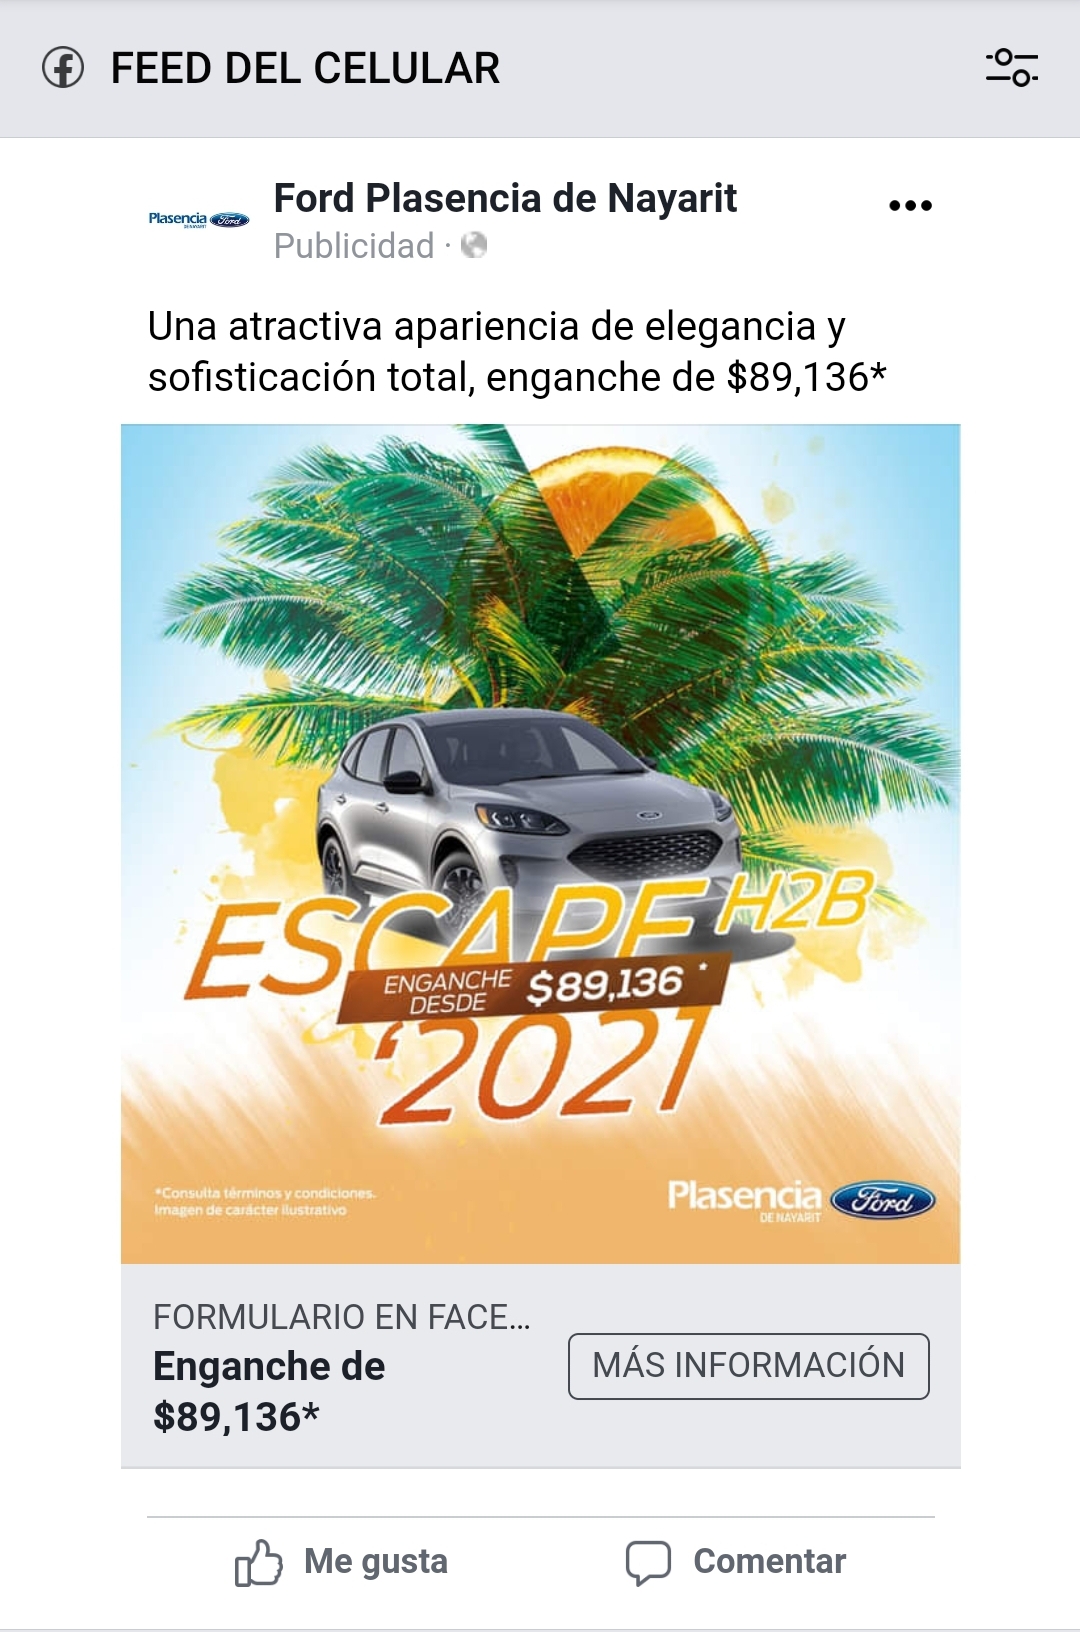 FEED DEL CELULAR
Plasencia Ford
DE NAYARIT
Ford Plasencia de Nayarit
Publicidad ·
Una atractiva apariencia de elegancia y
sofisticación total, enganche de $89,136*
ESCAPE H2B
ENGANCHE
DESDE $89,136 *
'2021
*Consulta términos y condiciones.
Imagen de carácter ilustrativo
Plasencia Ford
DE NAYARIT
FORMULARIO EN FACE...
Enganche de
$89,136*
MÁS INFORMACIÓN
Me gusta Comentar